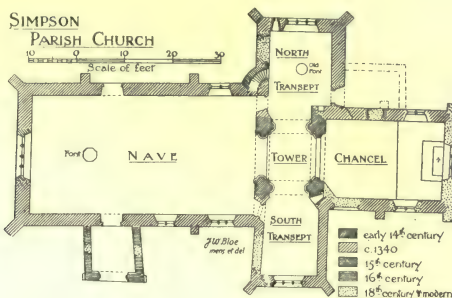 SIMPSON
PARISH CHURCH
10 0 10 20 30
Scale of feet
NORTH
TRANSEPT
Old
Font
Font
NAVE
TOWER
CHANCEL
SOUTH
TRANSEPT
J.W. Bloe
mens et del
early 14th century
c.1340
15th century
16th century
18th century & modern